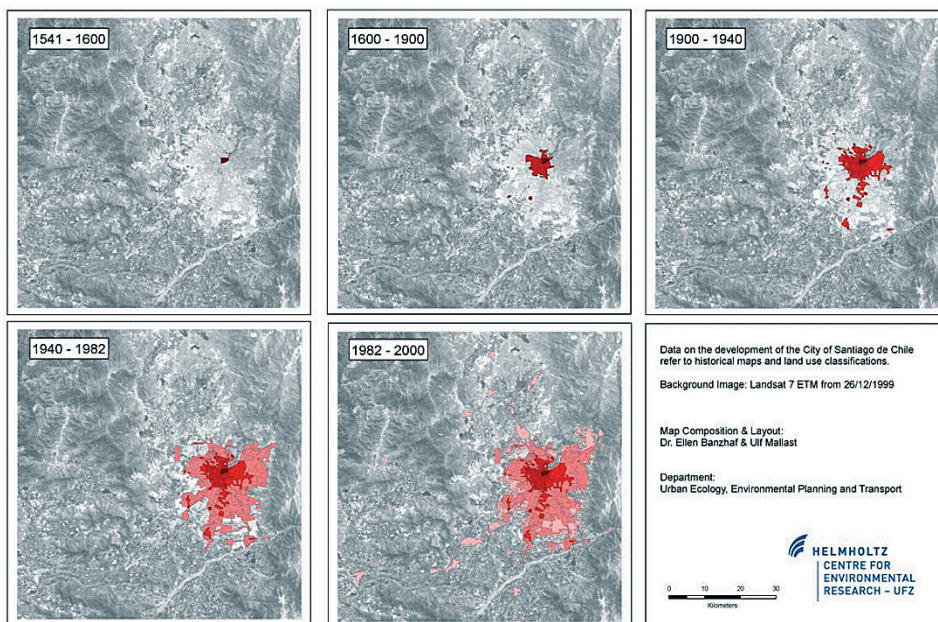 1541 - 1600
1600 - 1900
1900 - 1940
1940 - 1982
1982 - 2000
Data on the development of the City of Santiago de Chile
refer to historical maps and land use classifications.
Background Image: Landsat 7 ETM from 26/12/1999
Map Composition & Layout:
Dr. Ellen Banzhaf & Ulf Mallast
Department:
Urban Ecology, Environmental Planning and Transport
HELMHOLTZ
CENTRE FOR
ENVIRONMENTAL
RESEARCH – UFZ
0 5 10 20 30
Kilometers